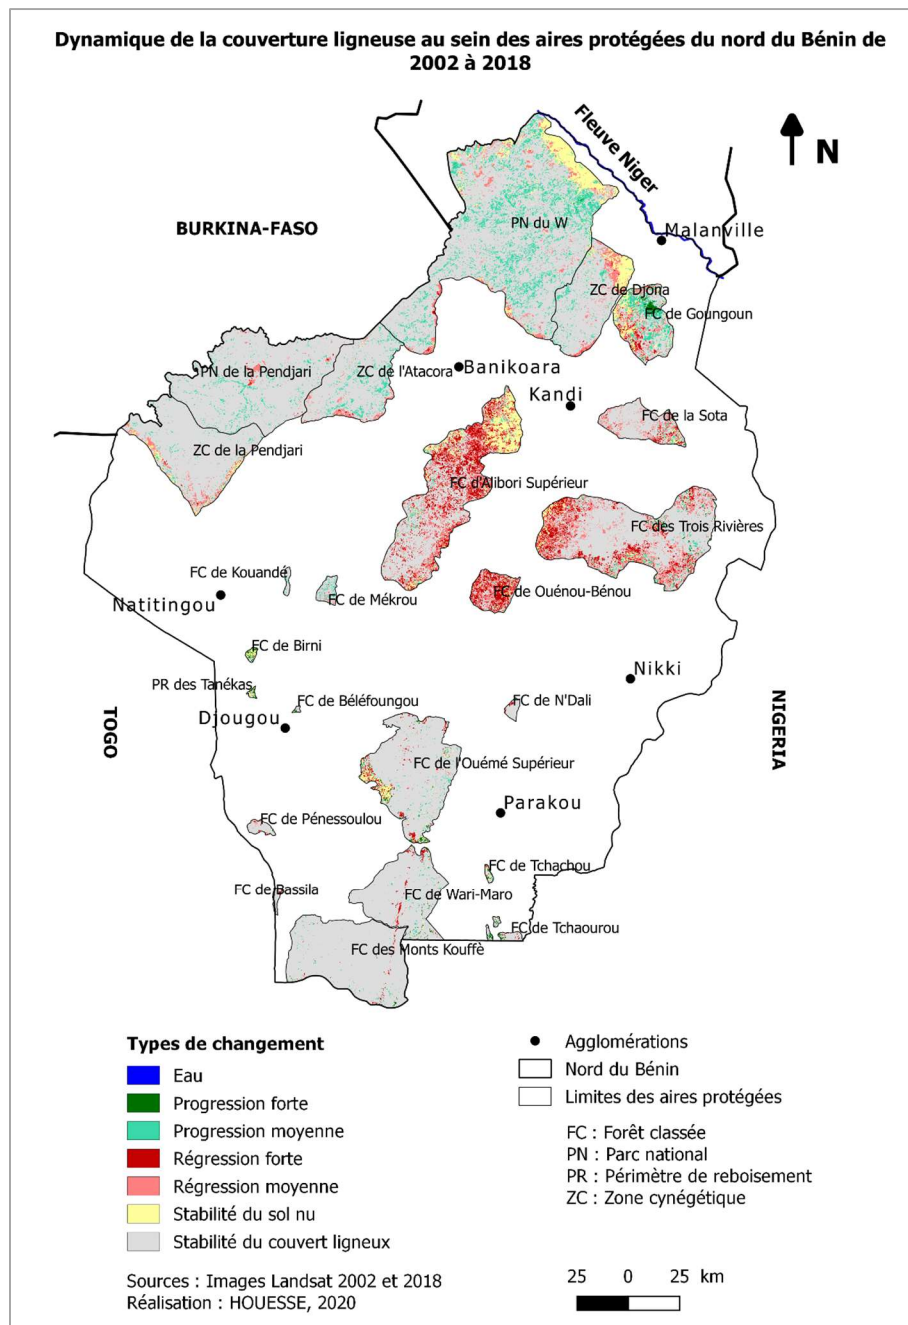 Dynamique de la couverture ligneuse au sein des aires protégées du nord du Bénin de
2002 à 2018
Fleuve Niger
N
BURKINA-FASO
PN du W
Malanville
ZC de Djona
FC de Goungoun
PN de la Pendjari
ZC de l'Atacora
Banikoara
Kandi
FC de la Sota
ZC de la Pendjari
FC d'Alibori Supérieur
FC des Trois Rivières
FC de Kouandé
FC de Mékrou
FC de Ouénou-Bénou
Natitingou
FC de Birni
Nikki
PR des Tanékas
FC de Béléfoungou
FC de N'Dali
Djougou
TOGO
NIGERIA
FC de l'Ouémé Supérieur
Parakou
FC de Pénessoulou
FC de Tchachou
FC de Bassila
FC de Wari-Maro
FC de Tchaourou
FC des Monts Kouffè
Types de changement
Eau
Progression forte
Progression moyenne
Régression forte
Régression moyenne
Stabilité du sol nu
Stabilité du couvert ligneux
Agglomérations
Nord du Bénin
Limites des aires protégées
FC : Forêt classée
PN : Parc national
PR : Périmètre de reboisement
ZC : Zone cynégétique
Sources : Images Landsat 2002 et 2018
Réalisation : HOUESSE, 2020
25 0 25 km